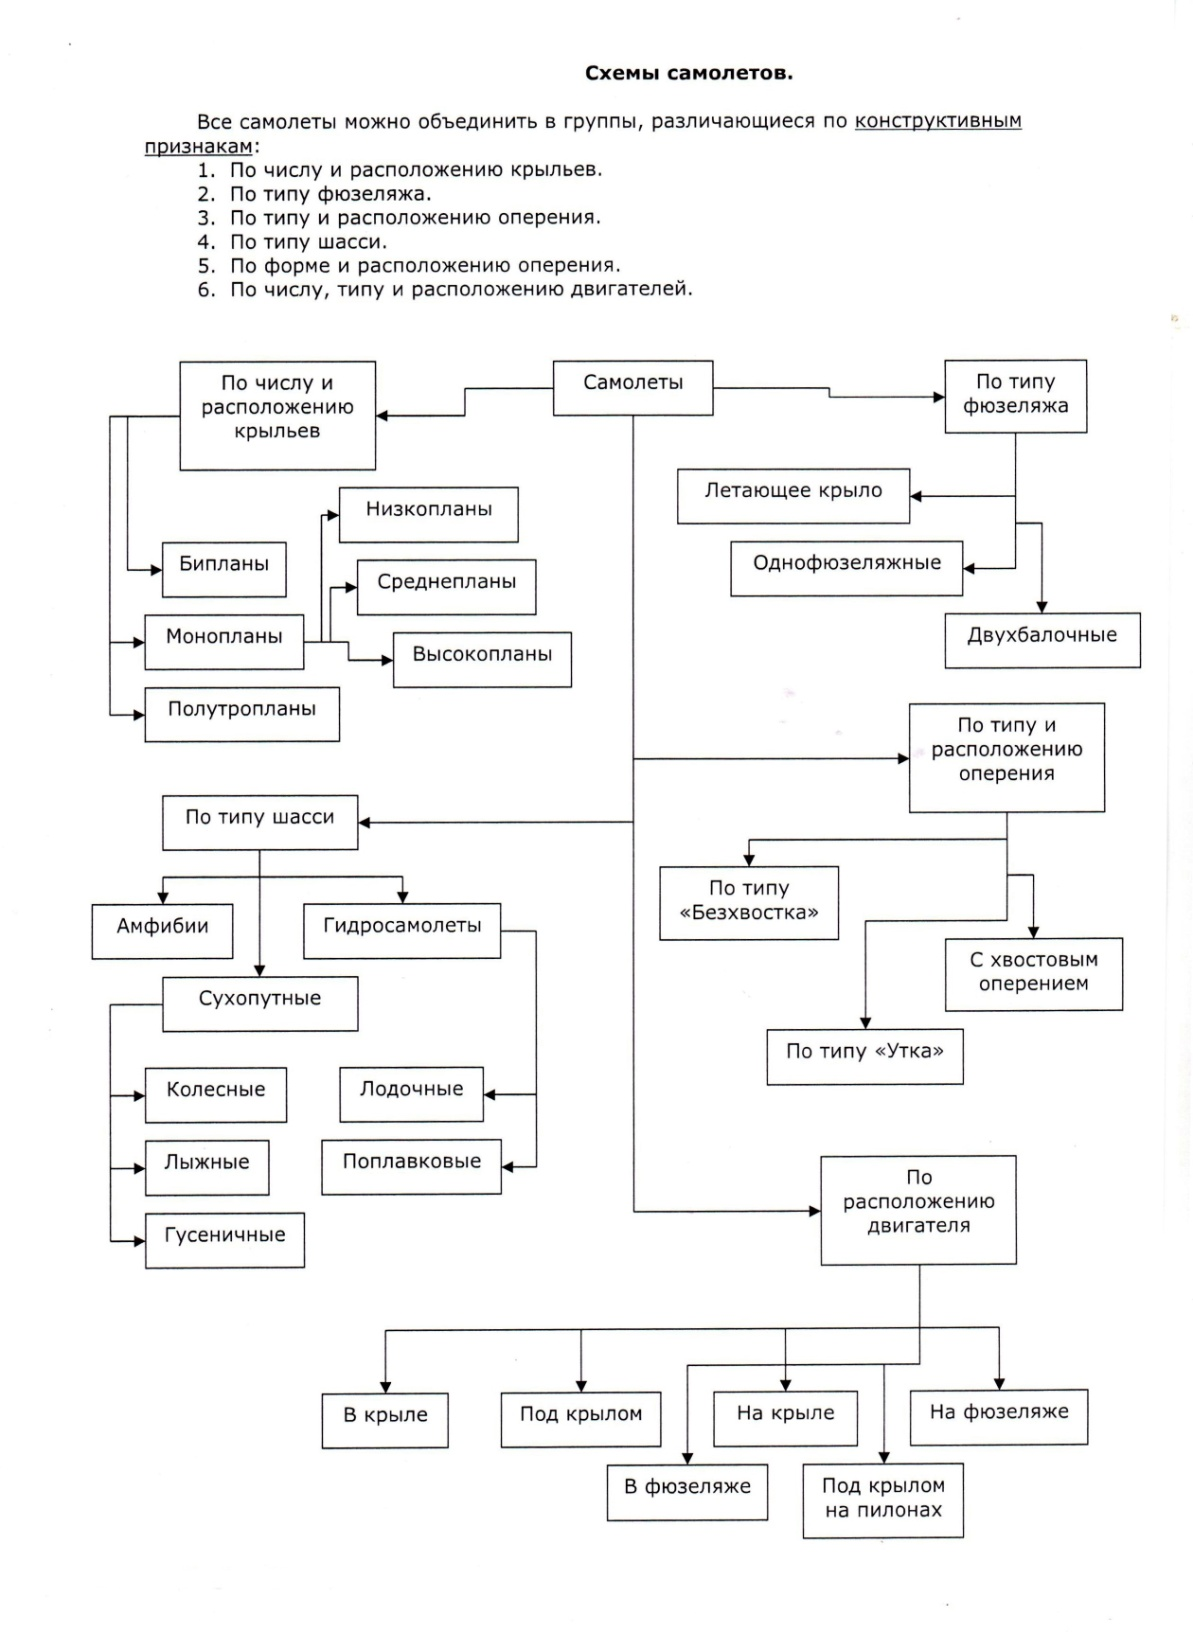 Схемы самолетов.
Все самолеты можно объединить в группы, различающиеся по конструктивным
признакам:
1. По числу и расположению крыльев.
2. По типу фюзеляжа.
3. По типу и расположению оперения.
4. По типу шасси.
5. По форме и расположению оперения.
6. По числу, типу и расположению двигателей.
По числу и
расположению
крыльев
Самолеты
По типу
фюзеляжа
Летающее крыло
Низкопланы
Бипланы
Однофюзеляжные
Среднепланы
Монопланы
Двухбалочные
Высокопланы
Полутропланы
По типу и
расположению
оперения
По типу шасси
По типу
«Безхвостка»
Амфибии
Гидросамолеты
С хвостовым
оперением
Сухопутные
По типу «Утка»
Колесные
Лодочные
Лыжные
Поплавковые
По
расположению
двигателя
Гусеничные
В крыле
Под крылом
На крыле
На фюзеляже
В фюзеляже
Под крылом
на пилонах